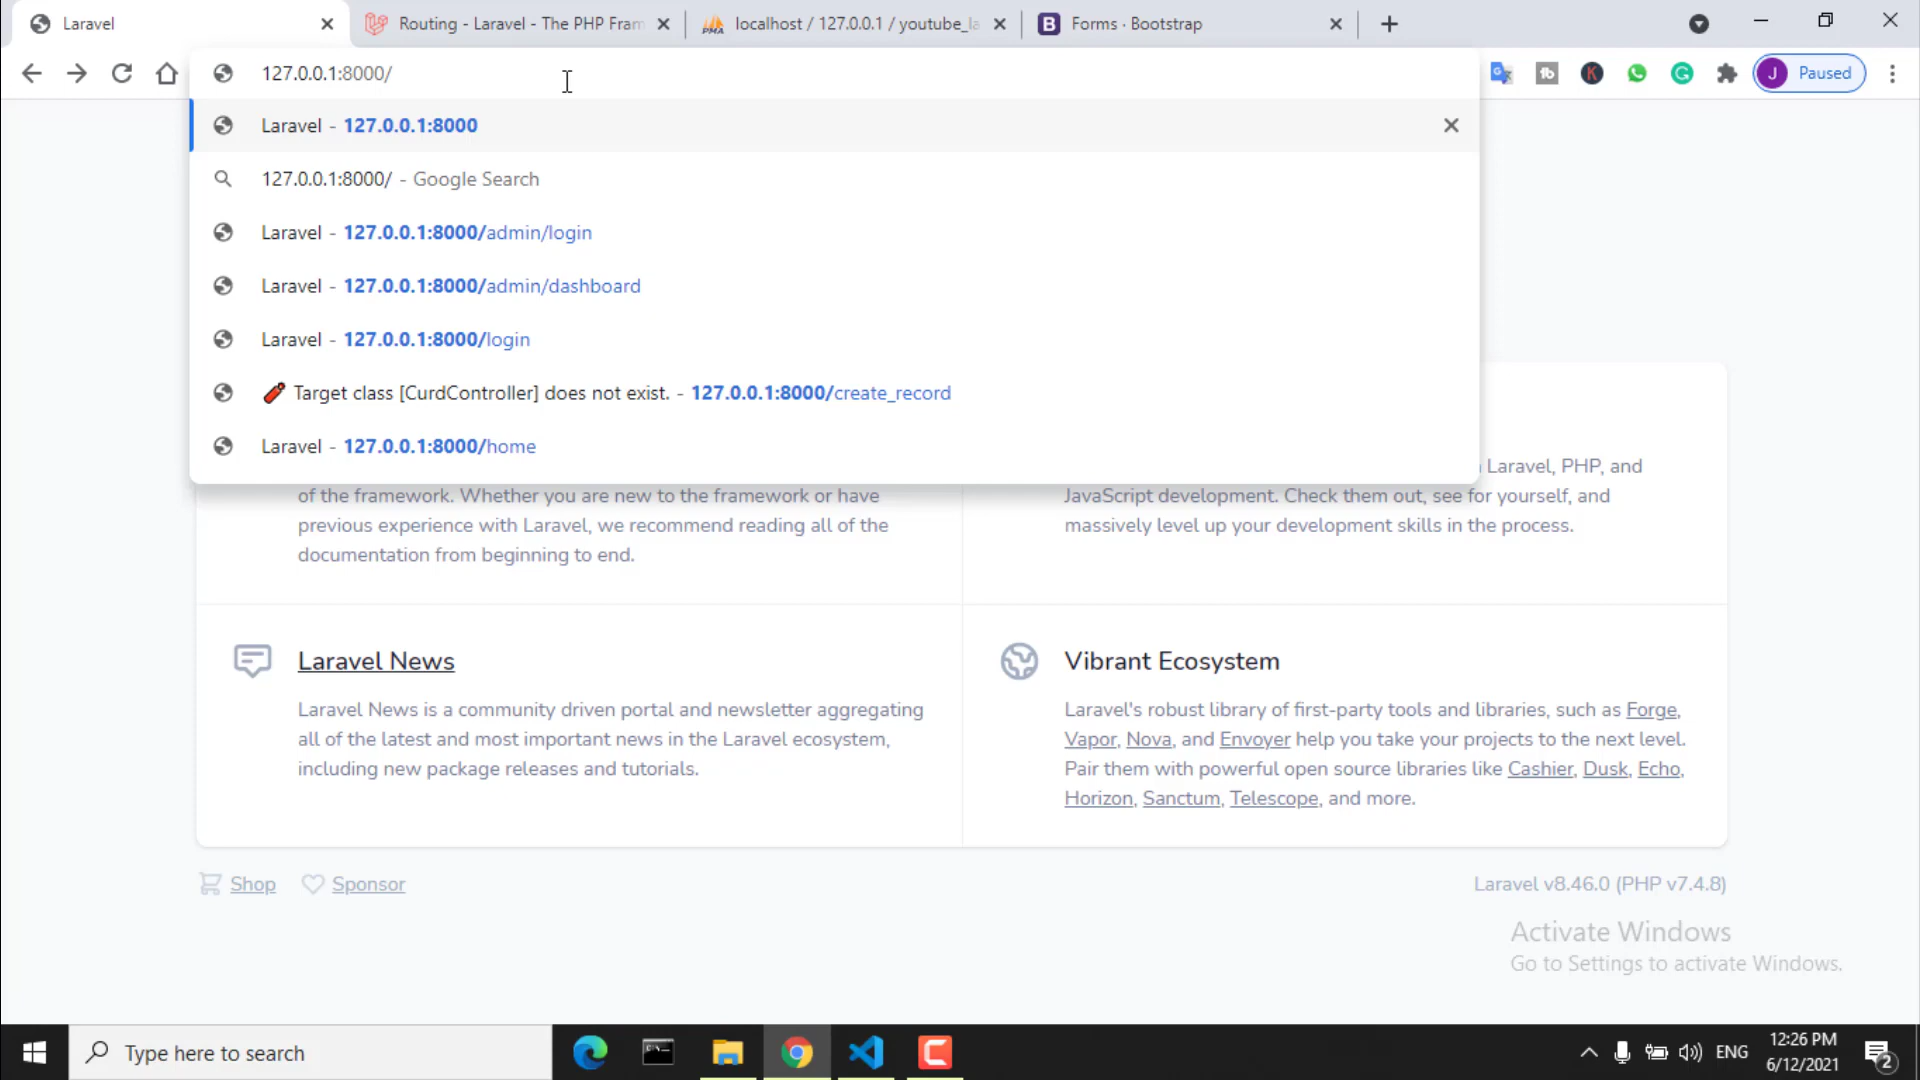 Laravel
Routing - Laravel - The PHP Fram
localhost / 127.0.0.1 / youtube_la
Forms · Bootstrap
127.0.0.1:8000/
J Paused
Laravel - 127.0.0.1:8000
127.0.0.1:8000/ - Google Search
Laravel - 127.0.0.1:8000/admin/login
Laravel - 127.0.0.1:8000/admin/dashboard
Laravel - 127.0.0.1:8000/login
Target class [CurdController] does not exist. - 127.0.0.1:8000/create_record
Laravel - 127.0.0.1:8000/home
of the framework. Whether you are new to the framework or have
previous experience with Laravel, we recommend reading all of the
documentation from beginning to end.
Laravel, PHP, and
JavaScript development. Check them out, see for yourself, and
massively level up your development skills in the process.
Laravel News
Laravel News is a community driven portal and newsletter aggregating
all of the latest and most important news in the Laravel ecosystem,
including new package releases and tutorials.
Vibrant Ecosystem
Laravel's robust library of first-party tools and libraries, such as Forge,
Vapor, Nova, and Envoyer help you take your projects to the next level.
Pair them with powerful open source libraries like Cashier, Dusk, Echo,
Horizon, Sanctum, Telescope, and more.
Shop
Sponsor
Laravel v8.46.0 (PHP v7.4.8)
Activate Windows
Go to Settings to activate Windows.
Type here to search
ENG
12:26 PM
6/12/2021
2